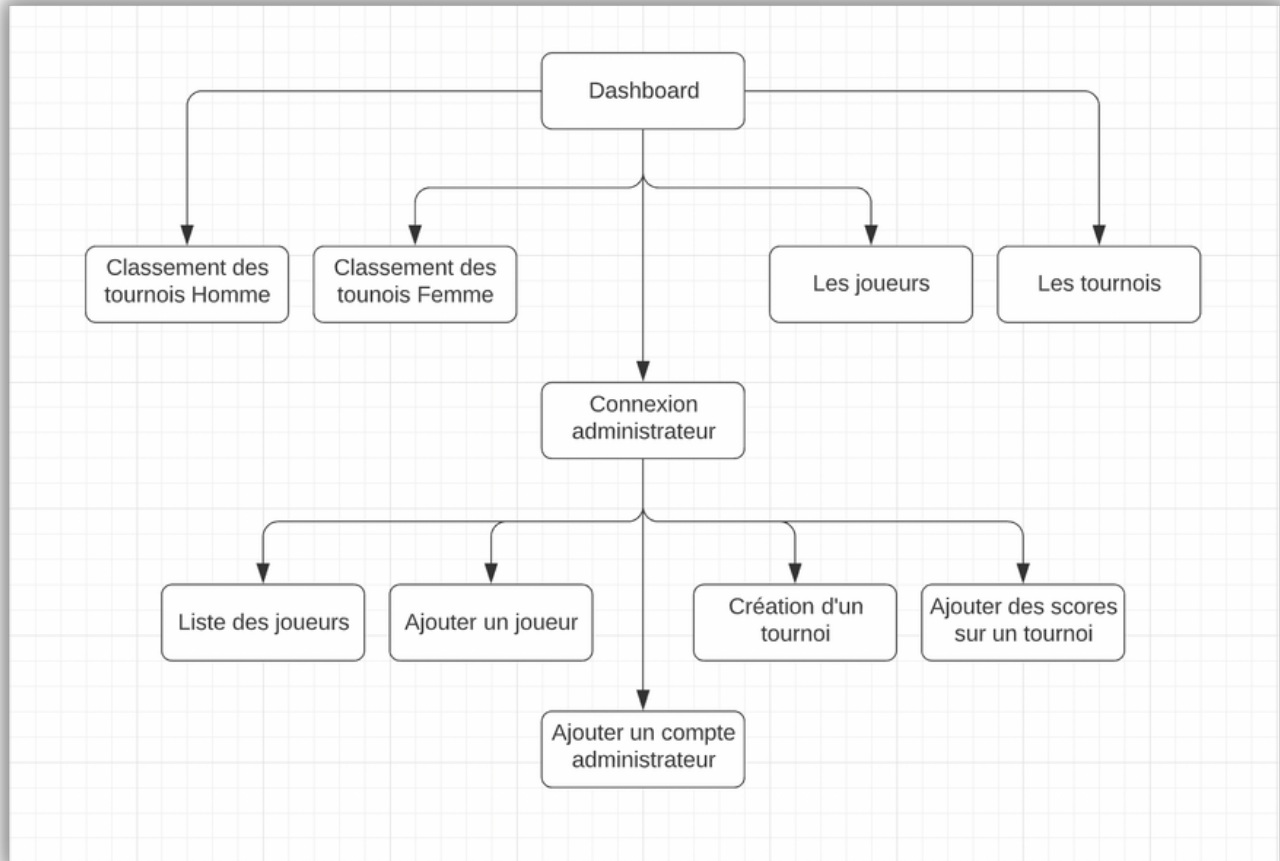 Dashboard
Classement des
tournois Homme
Classement des
tounois Femme
Les joueurs
Les tournois
Connexion
administrateur
Liste des joueurs
Ajouter un joueur
Création d'un
tournoi
Ajouter des scores
sur un tournoi
Ajouter un compte
administrateur